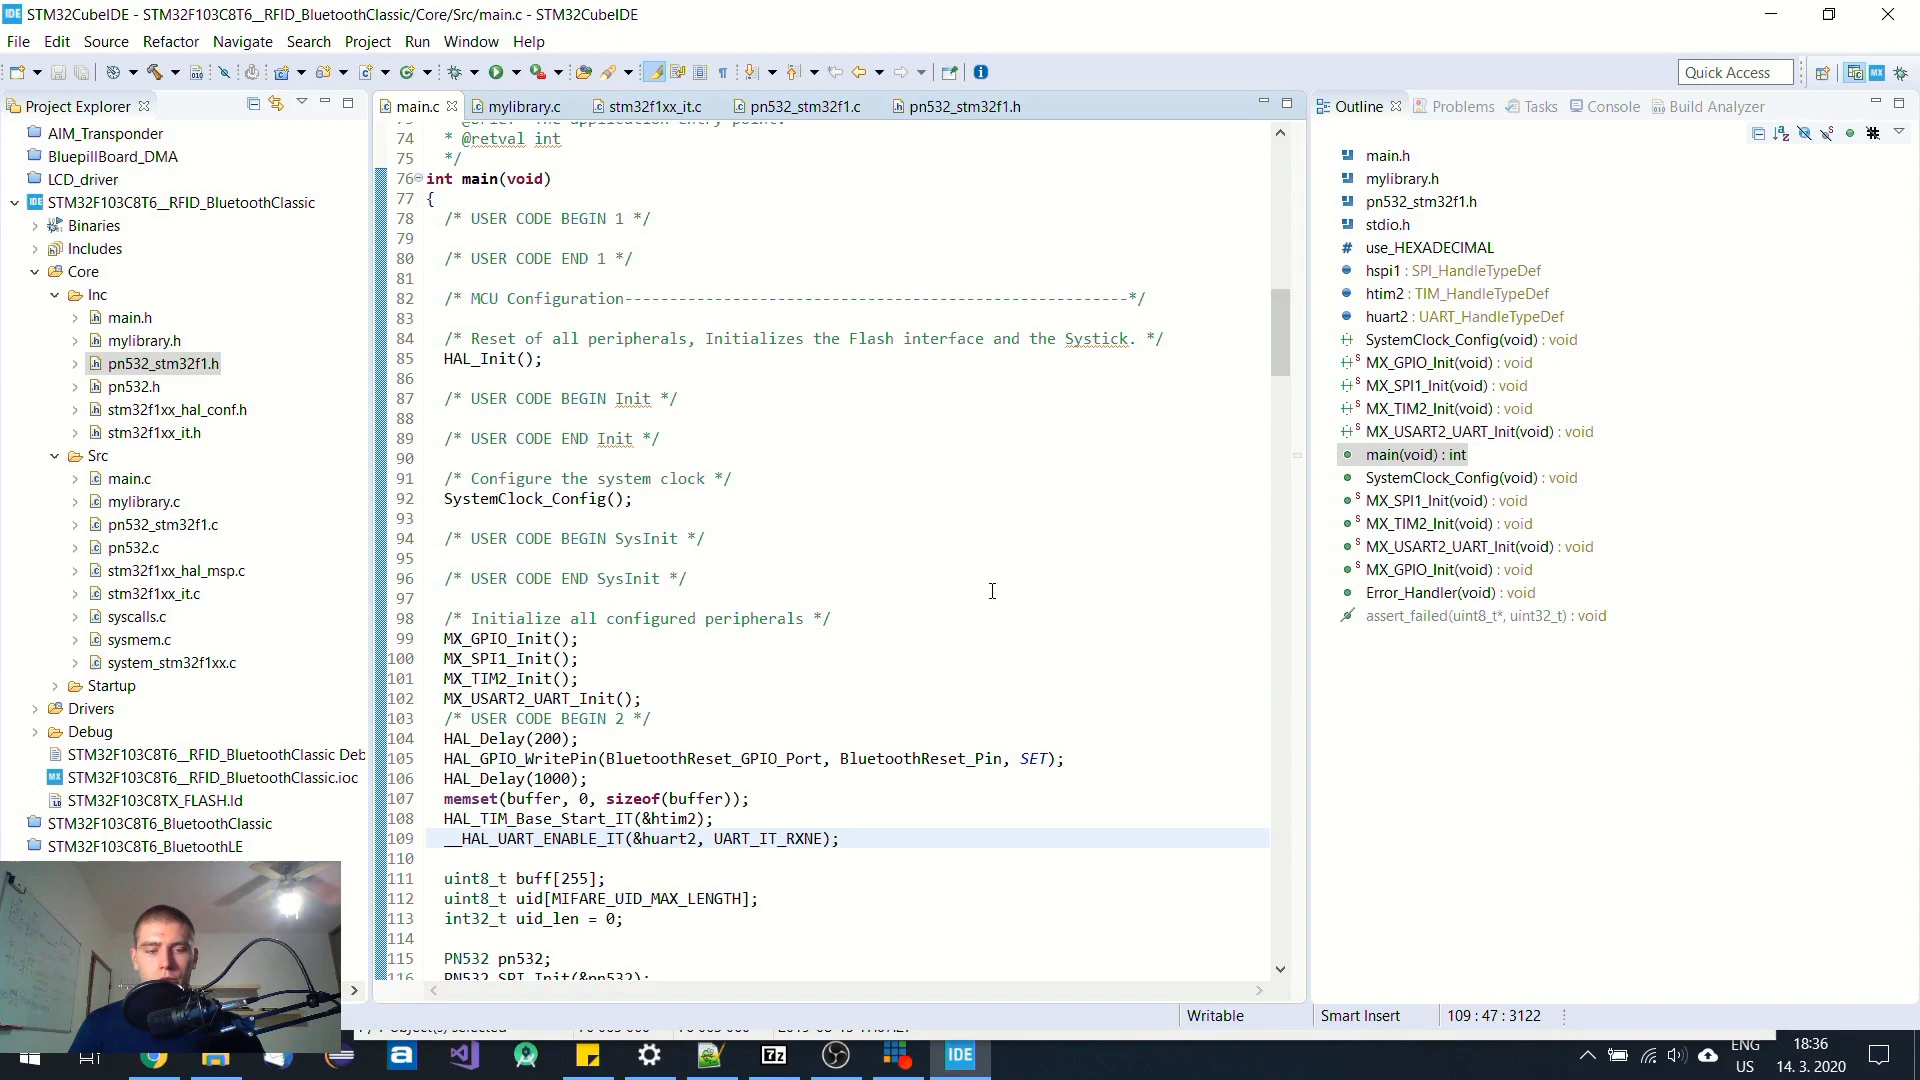 STM32CubeIDE - STM32F103C8T6__RFID_BluetoothClassic/Core/Src/main.c - STM32CubeIDE
File Edit Source Refactor Navigate Search Project Run Window Help
Quick Access
Project Explorer
AIM_Transponder
BluepillBoard_DMA
LCD_driver
STM32F103C8T6__RFID_BluetoothClassic
Binaries
Includes
Core
Inc
main.h
mylibrary.h
pn532_stm32f1.h
pn532.h
stm32f1xx_hal_conf.h
stm32f1xx_it.h
Src
main.c
mylibrary.c
pn532_stm32f1.c
pn532.c
stm32f1xx_hal_msp.c
stm32f1xx_it.c
syscalls.c
sysmem.c
system_stm32f1xx.c
Startup
Drivers
Debug
STM32F103C8T6__RFID_BluetoothClassic Deb
STM32F103C8T6__RFID_BluetoothClassic.ioc
STM32F103C8TX_FLASH.ld
STM32F103C8T6_BluetoothClassic
STM32F103C8T6_BluetoothLE
main.c mylibrary.c stm32f1xx_it.c pn532_stm32f1.c pn532_stm32f1.h
74 * @retval int
75 */
76 int main(void)
77 {
78 /* USER CODE BEGIN 1 */
79
80 /* USER CODE END 1 */
81
82 /* MCU Configuration--------------------------------------------------------*/
83
84 /* Reset of all peripherals, Initializes the Flash interface and the Systick. */
85 HAL_Init();
86
87 /* USER CODE BEGIN Init */
88
89 /* USER CODE END Init */
90
91 /* Configure the system clock */
92 SystemClock_Config();
93
94 /* USER CODE BEGIN SysInit */
95
96 /* USER CODE END SysInit */
97
98 /* Initialize all configured peripherals */
99 MX_GPIO_Init();
100 MX_SPI1_Init();
101 MX_TIM2_Init();
102 MX_USART2_UART_Init();
103 /* USER CODE BEGIN 2 */
104 HAL_Delay(200);
105 HAL_GPIO_WritePin(BluetoothReset_GPIO_Port, BluetoothReset_Pin, SET);
106 HAL_Delay(1000);
107 memset(buffer, 0, sizeof(buffer));
108 HAL_TIM_Base_Start_IT(&htim2);
109 __HAL_UART_ENABLE_IT(&huart2, UART_IT_RXNE);
110
111 uint8_t buff[255];
112 uint8_t uid[MIFARE_UID_MAX_LENGTH];
113 int32_t uid_len = 0;
114
115 PN532 pn532;
116 PN532_SPI_Init(&pn532);
Outline Problems Tasks Console Build Analyzer
main.h
mylibrary.h
pn532_stm32f1.h
stdio.h
use_HEXADECIMAL
hspi1 : SPI_HandleTypeDef
htim2 : TIM_HandleTypeDef
huart2 : UART_HandleTypeDef
SystemClock_Config(void) : void
MX_GPIO_Init(void) : void
MX_SPI1_Init(void) : void
MX_TIM2_Init(void) : void
MX_USART2_UART_Init(void) : void
main(void) : int
SystemClock_Config(void) : void
MX_SPI1_Init(void) : void
MX_TIM2_Init(void) : void
MX_USART2_UART_Init(void) : void
MX_GPIO_Init(void) : void
Error_Handler(void) : void
assert_failed(uint8_t*, uint32_t) : void
Writable Smart Insert 109 : 47 : 3122
IDE
ENG
US
18:36
14. 3. 2020